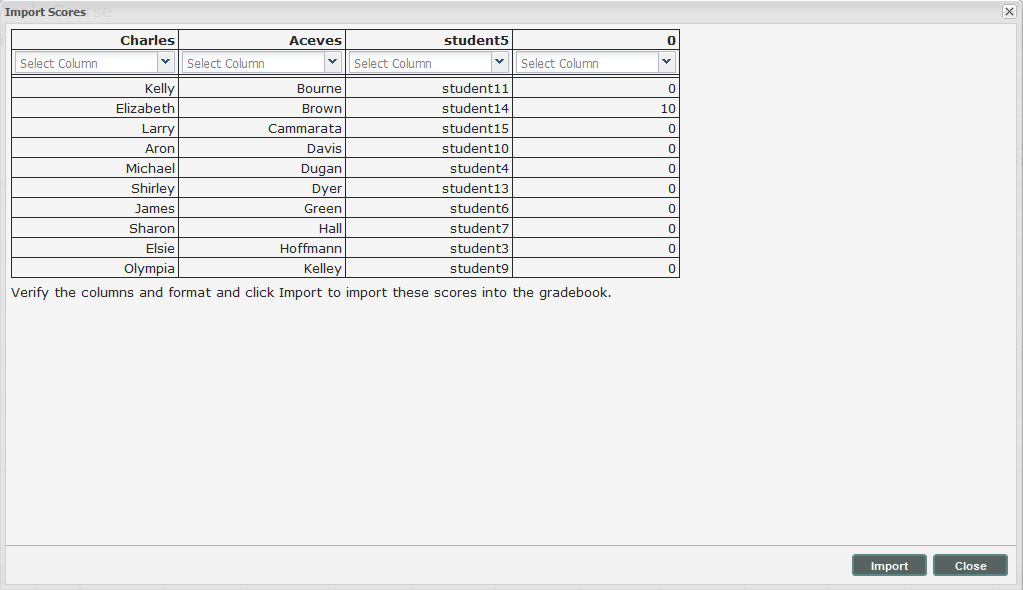 Import Scores
Charles Aceves student5 0
Select Column Select Column Select Column Select Column
Kelly Bourne student11 0
Elizabeth Brown student14 10
Larry Cammarata student15 0
Aron Davis student10 0
Michael Dugan student4 0
Shirley Dyer student13 0
James Green student6 0
Sharon Hall student7 0
Elsie Hoffmann student3 0
Olympia Kelley student9 0
Verify the columns and format and click Import to import these scores into the gradebook.
Import Close